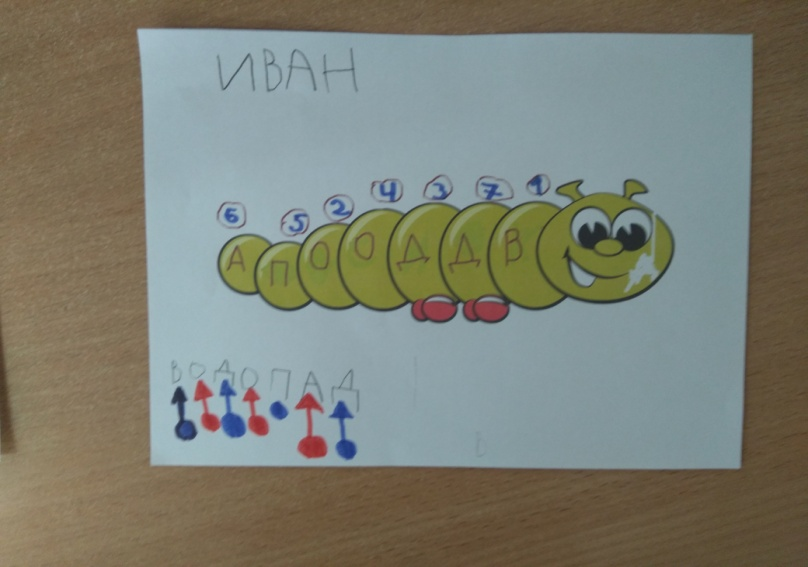 ИВАН
6 5 2 4 3 7 1
А П О О Д Д В
ВОДОПАД